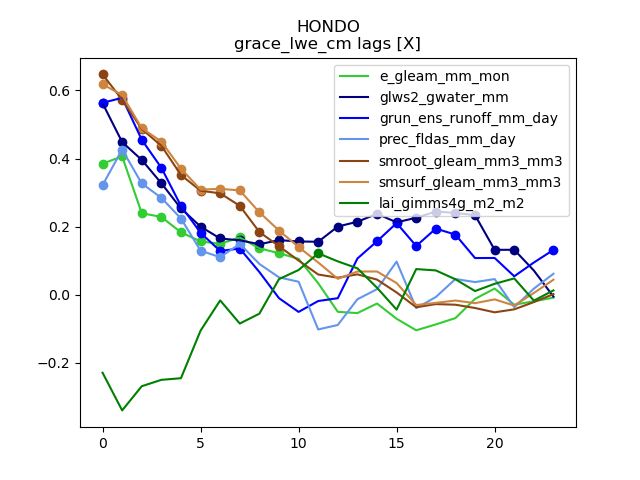 HONDO
grace_lwe_cm lags [X]
e_gleam_mm_mon
glws2_gwater_mm
grun_ens_runoff_mm_day
prec_fldas_mm_day
smroot_gleam_mm3_mm3
smsurf_gleam_mm3_mm3
lai_gimms4g_m2_m2
0.6
0.4
0.2
0.0
−0.2
0 5 10 15 20